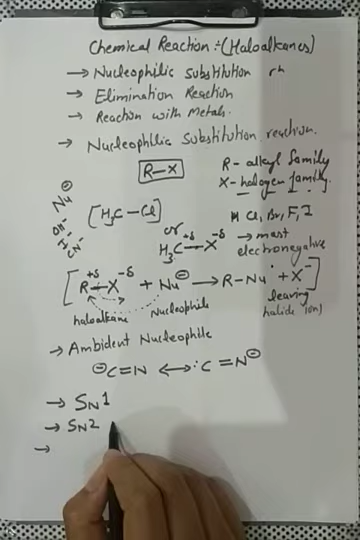 Chemical Reaction :- (Haloalkanes)
→ Nucleophilic Substitution rn
→ Elimination Reaction
→ Reaction with Metals.
→ Nucleophilic Substitution reaction.
R-X
R - alkyl family
X - halogen family.
Nu⊖
OH⁻
CN⁻
[H₃C-Cl]
Cl, Br, F, I
or
H₃C-X⁻δ
→ most
electronegative
[R⁺δ-X⁻δ + Nu⊖ → R-Nu + X⁻]
haloalkane
Nucleophile
leaving
halide ion)
→ Ambident Nucleophile
⊖C≡N ↔ :C=N⊖
→ SN1
→ SN2
→